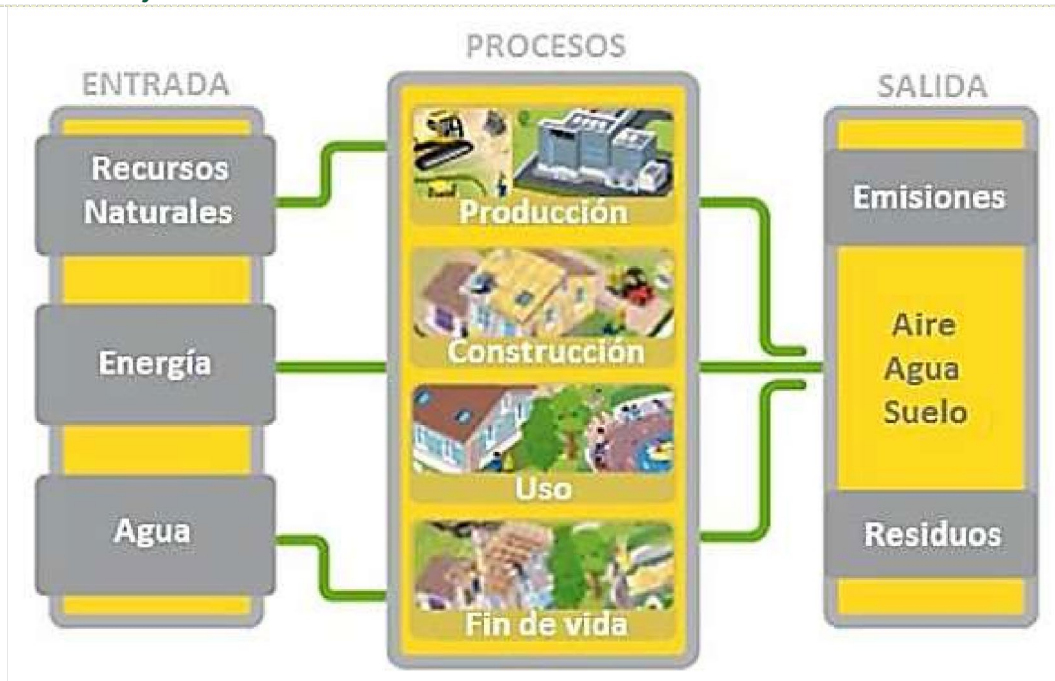 PROCESOS
ENTRADA
SALIDA
Recursos
Naturales
Energía
Agua
Producción
Construcción
Uso
Fin de vida
Emisiones
Aire
Agua
Suelo
Residuos